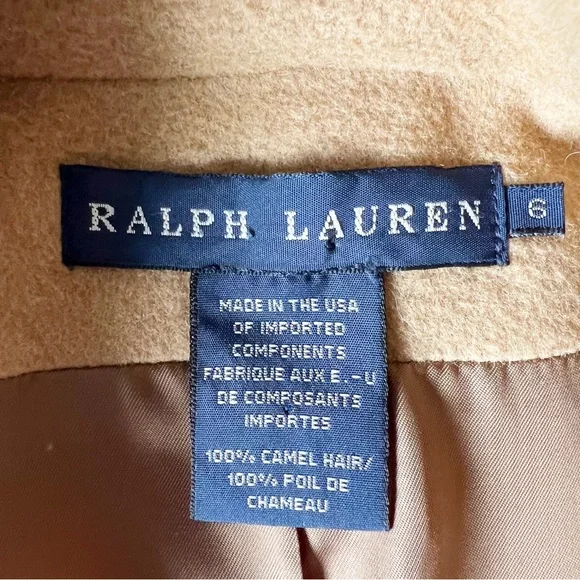 RALPH LAUREN
6
MADE IN THE USA
OF IMPORTED
COMPONENTS
FABRIQUE AUX E.-U
DE COMPOSANTS
IMPORTES
100% CAMEL HAIR/
100% POIL DE
CHAMEAU